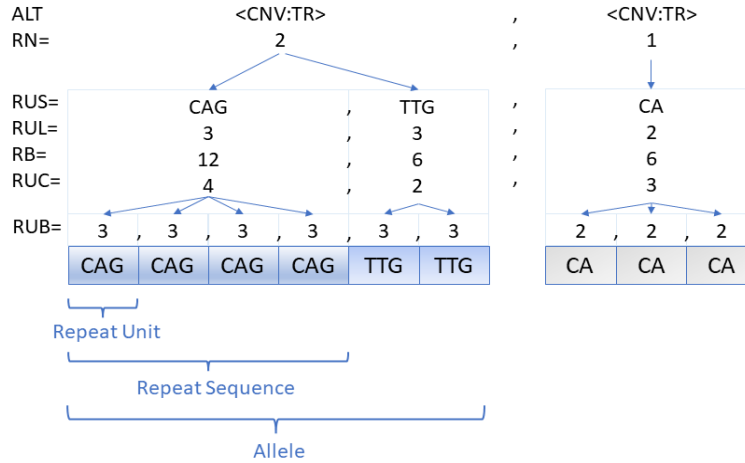 ALT <CNV:TR> , <CNV:TR>
RN= 2 , 1
RUS= CAG , TTG , CA
RUL= 3 , 3 , 2
RB= 12 , 6 , 6
RUC= 4 , 2 , 3
RUB= 3 , 3 , 3 , 3 , 3 , 3 2 , 2 , 2
CAG CAG CAG CAG TTG TTG CA CA CA
Repeat Unit
Repeat Sequence
Allele